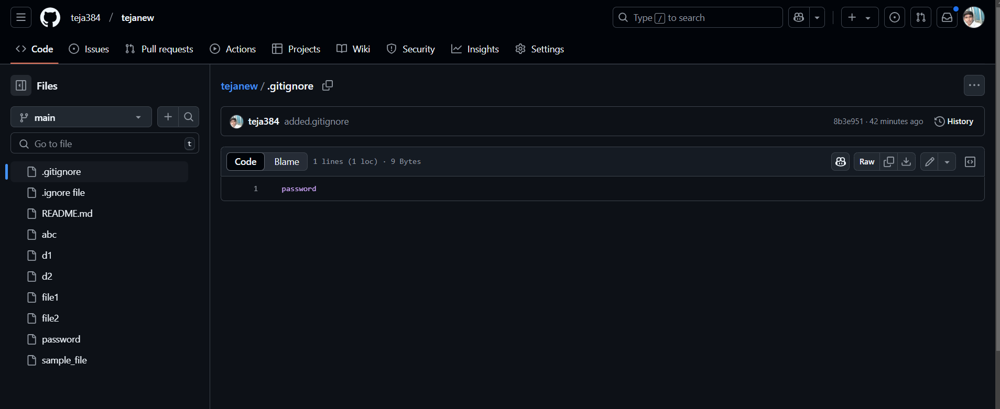 teja384 / tejanew
Type / to search
Code Issues Pull requests Actions Projects Wiki Security Insights Settings
Files
main
Go to file t
.gitignore
.ignore file
README.md
abc
d1
d2
file1
file2
password
sample_file
tejanew / .gitignore
teja384 added.gitignore 8b3e951 · 42 minutes ago History
Code Blame 1 lines (1 loc) · 9 Bytes Raw
1 password